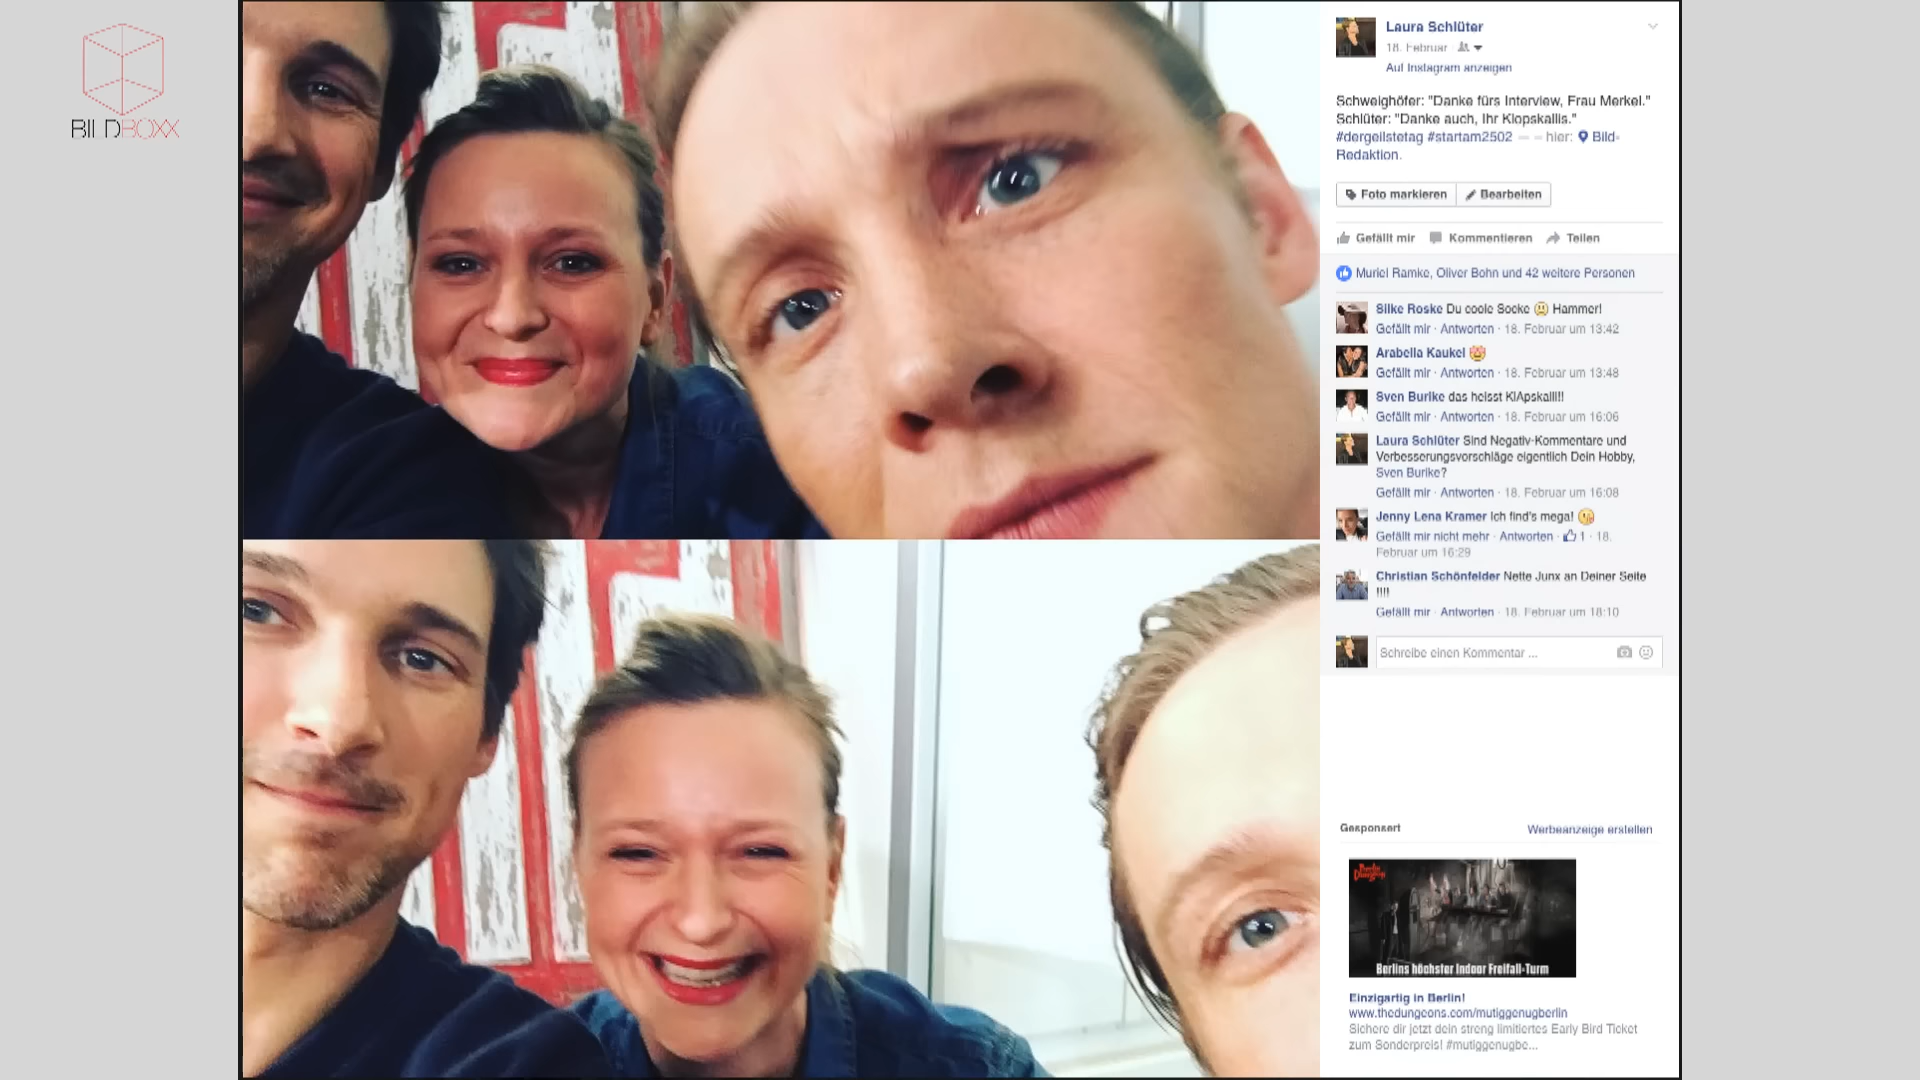 BILDBOXX
Laura Schlüter
18. Februar
Auf Instagram anzeigen
Schweighöfer: "Danke fürs Interview, Frau Merkel."
Schlüter: "Danke auch, Ihr Klopskallis."
#dergeilstetag #startam2502 — – hier: Bild-
Redaktion.
Foto markieren Bearbeiten
Gefällt mir Kommentieren Teilen
Muriel Ramke, Oliver Bohn und 42 weitere Personen
Silke Roske Du coole Socke Hammer!
Gefällt mir · Antworten · 18. Februar um 13:42
Arabella Kaukel
Gefällt mir · Antworten · 18. Februar um 13:48
Sven Burlke das heisst KlApskalli!!
Gefällt mir · Antworten · 18. Februar um 16:06
Laura Schlüter Sind Negativ-Kommentare und
Verbesserungsvorschläge eigentlich Dein Hobby,
Sven Burlke?
Gefällt mir · Antworten · 18. Februar um 16:08
Jenny Lena Kramer Ich find's mega!
Gefällt mir nicht mehr · Antworten · 1 · 18.
Februar um 16:29
Christian Schönfelder Nette Junx an Deiner Seite
!!!!
Gefällt mir · Antworten · 18. Februar um 18:10
Schreibe einen Kommentar ...
Gesponsert Werbeanzeige erstellen
Berlin Dungeon
Berlins höchster Indoor Freifall-Turm
Einzigartig in Berlin!
www.thedungeons.com/mutiggenugberlin
Sichere dir jetzt dein streng limitiertes Early Bird Ticket
zum Sonderpreis! #mutiggenugbe...